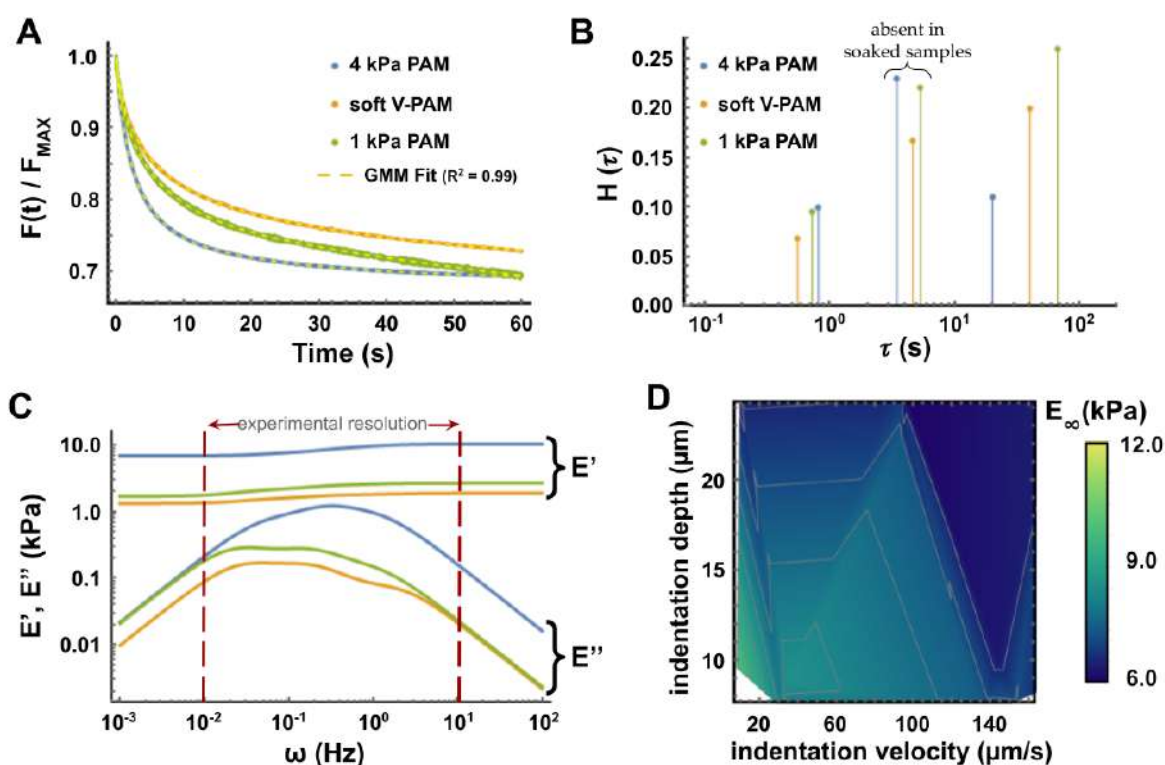 A
F(t) / F_MAX
1.0
0.9
0.8
0.7
0
10
20
30
40
50
60
Time (s)
4 kPa PAM
soft V-PAM
1 kPa PAM
GMM Fit (R² = 0.99)
B
absent in
soaked samples
H (τ)
0.25
0.20
0.15
0.10
0.05
0.00
4 kPa PAM
soft V-PAM
1 kPa PAM
10⁻¹
10⁰
10¹
10²
τ (s)
C
experimental resolution
E', E'' (kPa)
10.0
1.0
0.1
0.01
E'
E''
10⁻³
10⁻²
10⁻¹
10⁰
10¹
10²
ω (Hz)
D
indentation depth (µm)
20
15
10
20
60
100
140
indentation velocity (µm/s)
E∞(kPa)
12.0
9.0
6.0